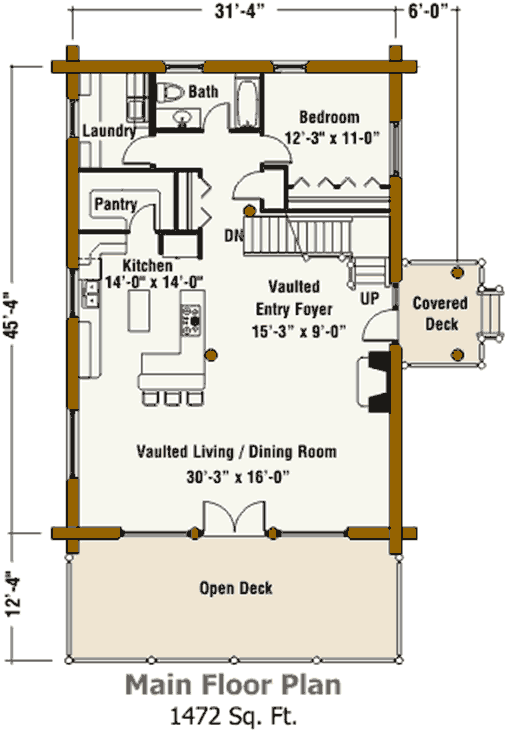 31'-4"
6'-0"
Bath
Bedroom
12'-3" x 11-0"
Laundry
Pantry
DN
Kitchen
14'-0" x 14'-0"
Vaulted
Entry Foyer
15'-3" x 9'-0"
UP
Covered
Deck
45'-4"
Vaulted Living / Dining Room
30'-3" x 16'-0"
12'-4"
Open Deck
Main Floor Plan
1472 Sq. Ft.